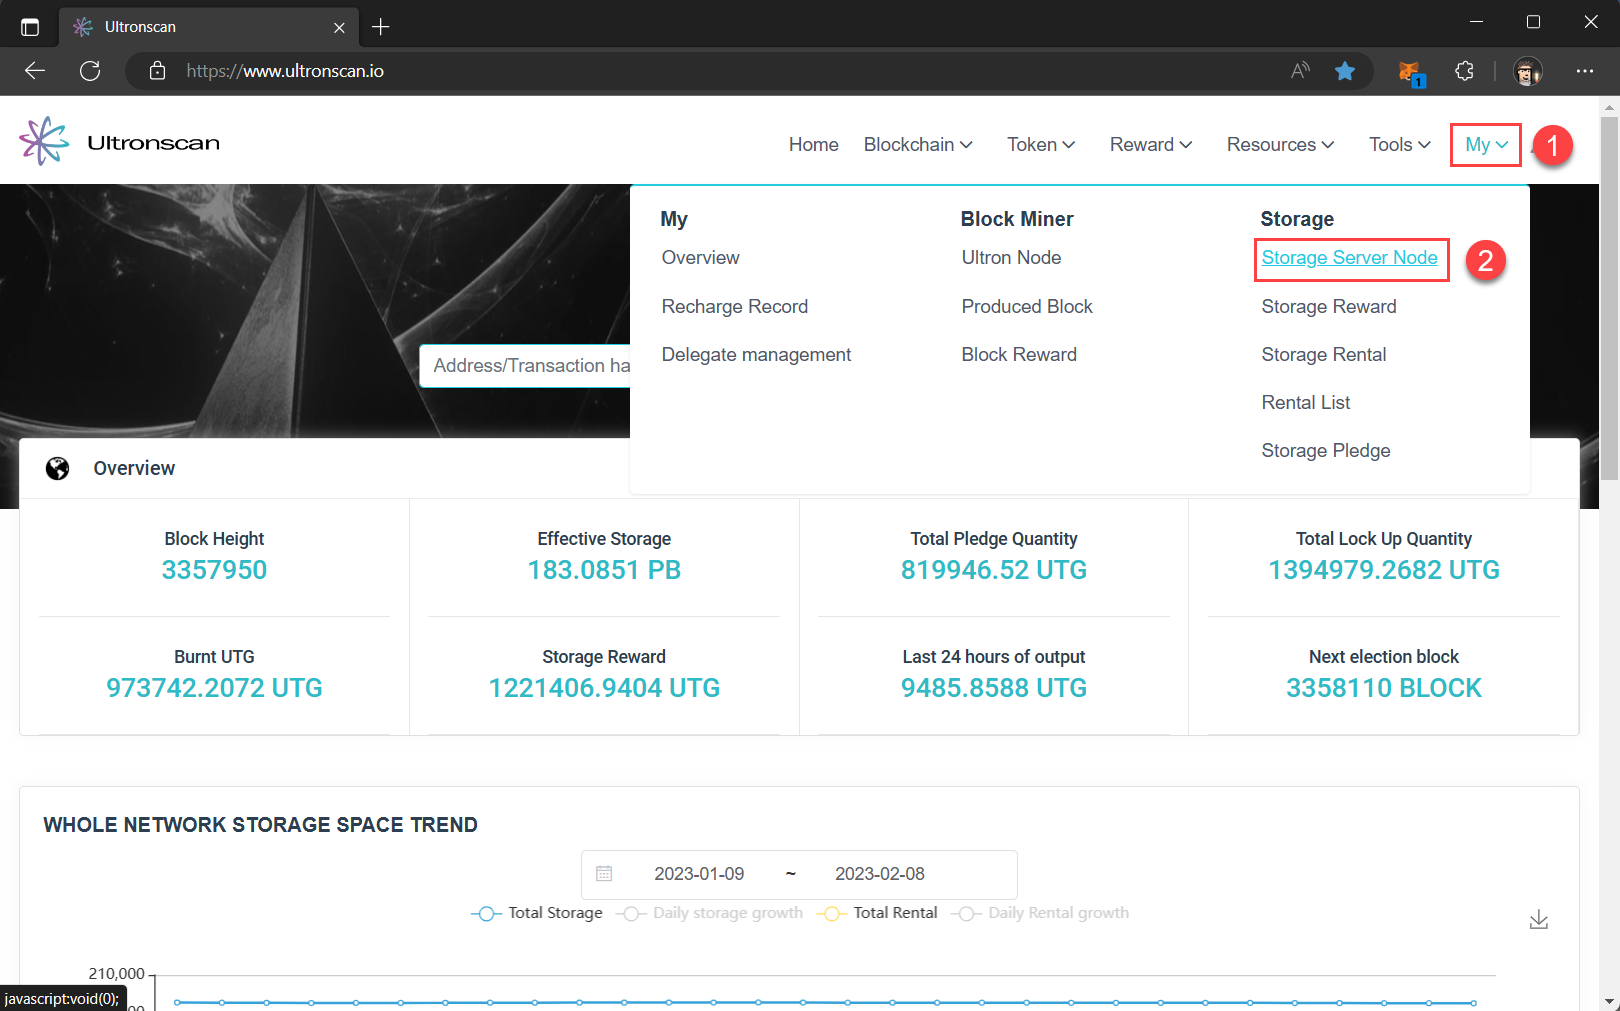 Ultronscan
https://www.ultronscan.io
A
1
Ultronscan
Home Blockchain Token Reward Resources Tools My
1
My
Overview
Recharge Record
Delegate management
Block Miner
Ultron Node
Produced Block
Block Reward
Storage
Storage Server Node
2
Storage Reward
Storage Rental
Rental List
Storage Pledge
Address/Transaction ha
Overview
Block Height
3357950
Effective Storage
183.0851 PB
Total Pledge Quantity
819946.52 UTG
Total Lock Up Quantity
1394979.2682 UTG
Burnt UTG
973742.2072 UTG
Storage Reward
1221406.9404 UTG
Last 24 hours of output
9485.8588 UTG
Next election block
3358110 BLOCK
WHOLE NETWORK STORAGE SPACE TREND
2023-01-09 ~ 2023-02-08
Total Storage Daily storage growth Total Rental Daily Rental growth
210,000
javascript:void(0);